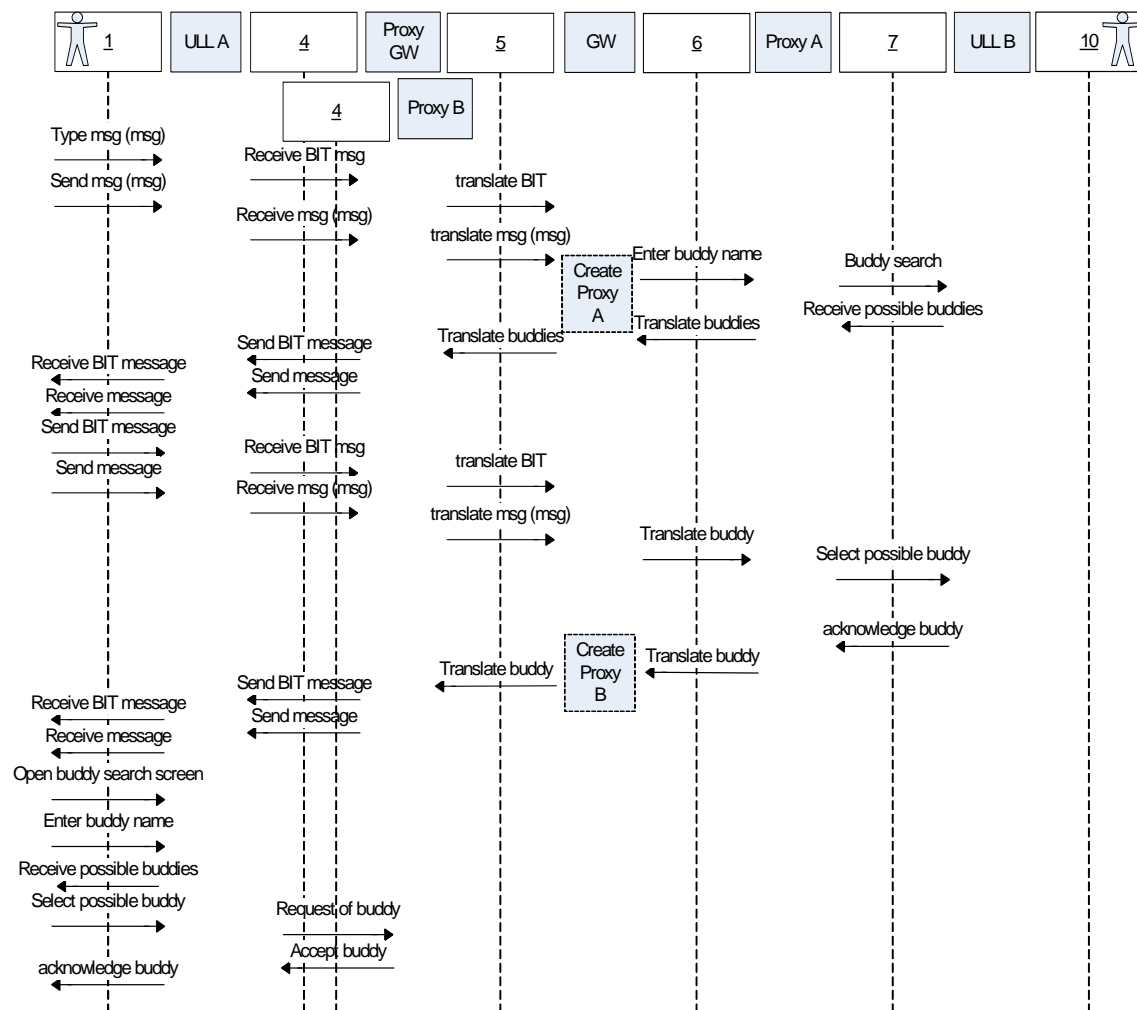 1
ULL A
4
Proxy
GW
5
GW
6
Proxy A
7
ULL B
10
4
Proxy B
Type msg (msg)
Receive BIT msg
Send msg (msg)
translate BIT
Receive msg (msg)
translate msg (msg)
Enter buddy name
Buddy search
Create
Proxy
A
Receive possible buddies
Translate buddies
Translate buddies
Send BIT message
Receive BIT message
Send message
Receive message
Send BIT message
Receive BIT msg
Send message
translate BIT
Receive msg (msg)
translate msg (msg)
Translate buddy
Select possible buddy
acknowledge buddy
Create
Proxy
B
Translate buddy
Translate buddy
Send BIT message
Receive BIT message
Send message
Receive message
Open buddy search screen
Enter buddy name
Receive possible buddies
Select possible buddy
Request of buddy
Accept buddy
acknowledge buddy